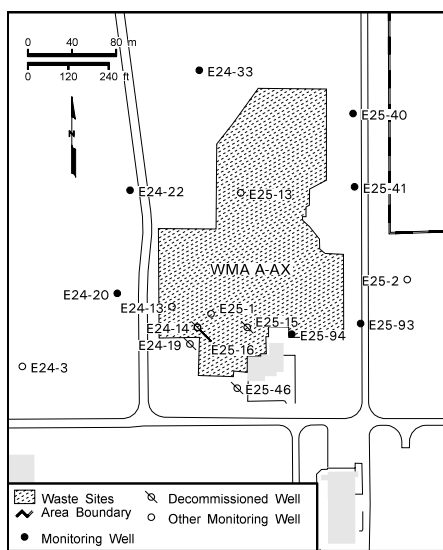 0 40 80 m
0 120 240 ft
N
E24-33
E25-40
E24-22
E25-13
E25-41
WMA A-AX
E25-2
E24-20
E24-13
E25-1
E24-14
E25-15
E25-93
E25-94
E24-19
E25-16
E24-3
E25-46
Waste Sites
Area Boundary
Monitoring Well
Decommissioned Well
Other Monitoring Well